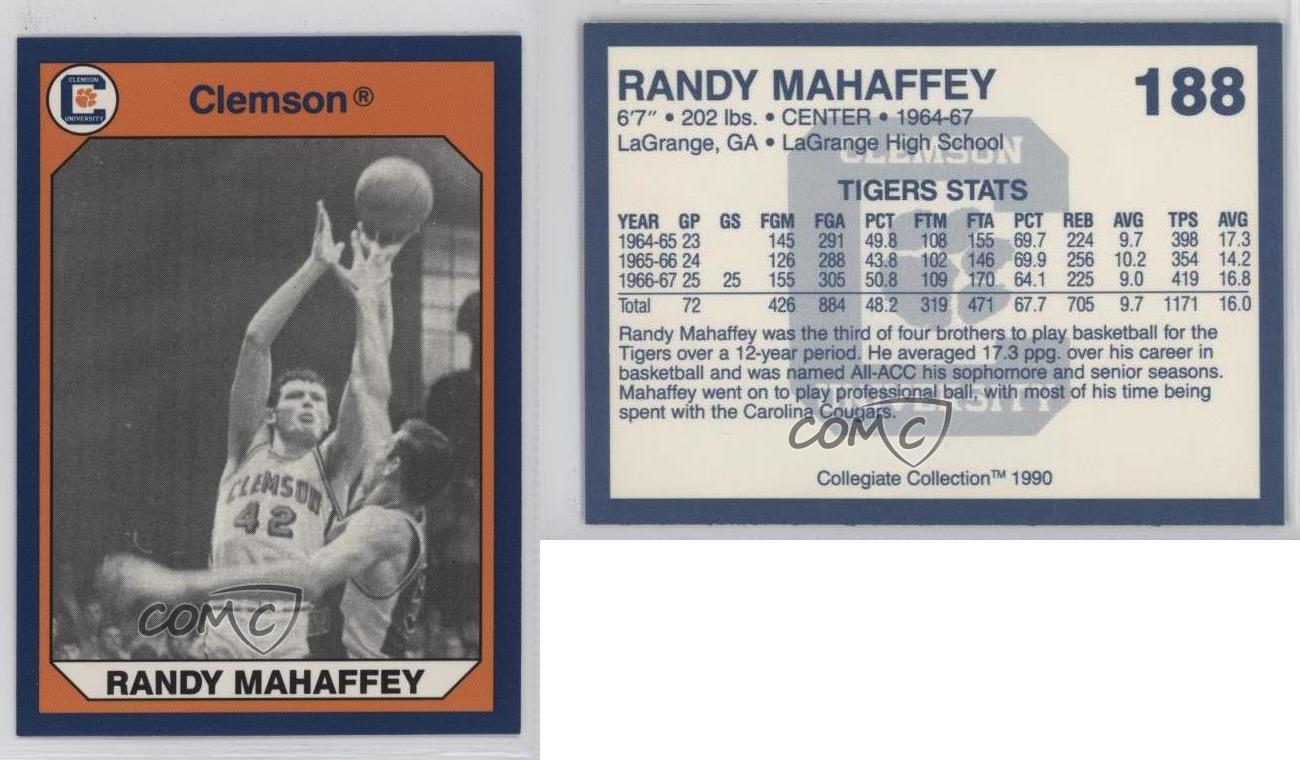 CLEMSON
UNIVERSITY
Clemson®
CLEMSON
42
COMC
RANDY MAHAFFEY
RANDY MAHAFFEY 188
6'7" • 202 lbs. • CENTER • 1964-67
LaGrange, GA • LaGrange High School
CLEMSON
TIGERS STATS
YEAR GP GS FGM FGA PCT FTM FTA PCT REB AVG TPS AVG
1964-65 23 145 291 49.8 108 155 69.7 224 9.7 398 17.3
1965-66 24 126 288 43.8 102 146 69.9 256 10.2 354 14.2
1966-67 25 25 155 305 50.8 109 170 64.1 225 9.0 419 16.8
Total 72 426 884 48.2 319 471 67.7 705 9.7 1171 16.0
Randy Mahaffey was the third of four brothers to play basketball for the
Tigers over a 12-year period. He averaged 17.3 ppg. over his career in
basketball and was named All-ACC his sophomore and senior seasons.
Mahaffey went on to play professional ball, with most of his time being
spent with the Carolina Cougars.
UNIVERSITY
COMC
Collegiate Collection™ 1990